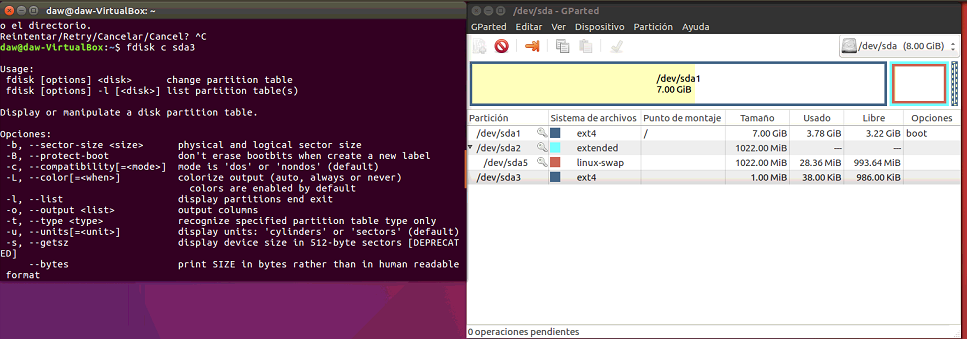 daw@daw-VirtualBox: ~
o el directorio.
Reintentar/Retry/Cancelar/Cancel? ^C
daw@daw-VirtualBox:~$ fdisk c sda3
Usage:
fdisk [options] <disk>      change partition table
fdisk [options] -l [<disk>] list partition table(s)
Display or manipulate a disk partition table.
Opciones:
-b, --sector-size <size>      physical and logical sector size
-B, --protect-boot            don't erase bootbits when create a new label
-c, --compatibility[=<mode>]  mode is 'dos' or 'nondos' (default)
-L, --color[=<when>]          colorize output (auto, always or never)
colors are enabled by default
-l, --list                    display partitions end exit
-o, --output <list>           output columns
-t, --type <type>             recognize specified partition table type only
-u, --units[=<unit>]          display units: 'cylinders' or 'sectors' (default)
-s, --getsz                   display device size in 512-byte sectors [DEPRECAT
ED]
--bytes                   print SIZE in bytes rather than in human readable
format
/dev/sda - GParted
GParted Editar Ver Dispositivo Partición Ayuda
/dev/sda (8.00 GiB)
/dev/sda1
7.00 GiB
Partición Sistema de archivos Punto de montaje Tamaño Usado Libre Opciones
/dev/sda1 ext4 / 7.00 GiB 3.78 GiB 3.22 GiB boot
/dev/sda2 extended 1022.00 MiB — —
/dev/sda5 linux-swap 1022.00 MiB 28.36 MiB 993.64 MiB
/dev/sda3 ext4 1.00 MiB 38.00 KiB 986.00 KiB
0 operaciones pendientes